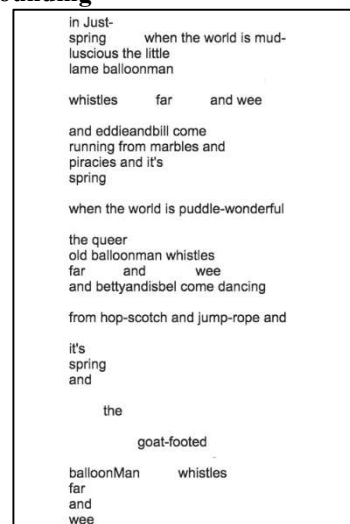 ounding
in Just-
spring when the world is mud-
luscious the little
lame balloonman
whistles far and wee
and eddieandbill come
running from marbles and
piracies and it's
spring
when the world is puddle-wonderful
the queer
old balloonman whistles
far and wee
and bettyandisbel come dancing
from hop-scotch and jump-rope and
it's
spring
and
the
goat-footed
balloonMan whistles
far
and
wee